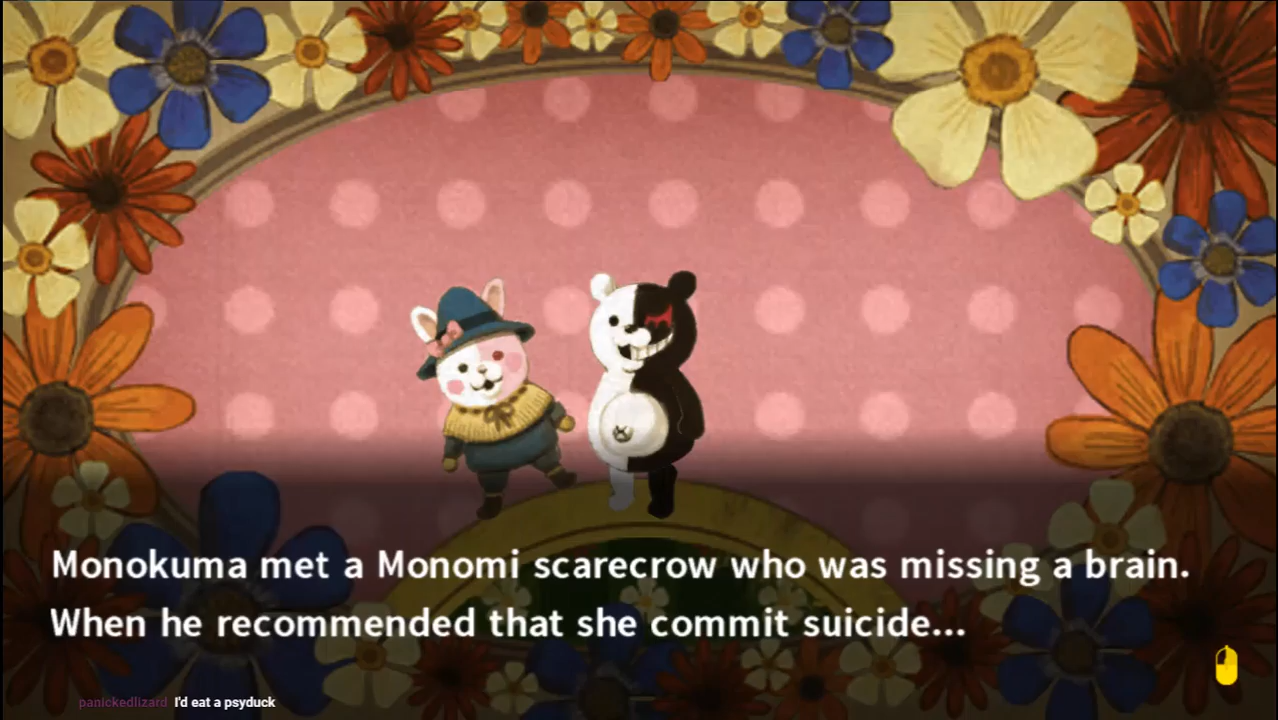 Monokuma met a Monomi scarecrow who was missing a brain.
When he recommended that she commit suicide...
panickedlizard I'd eat a psyduck